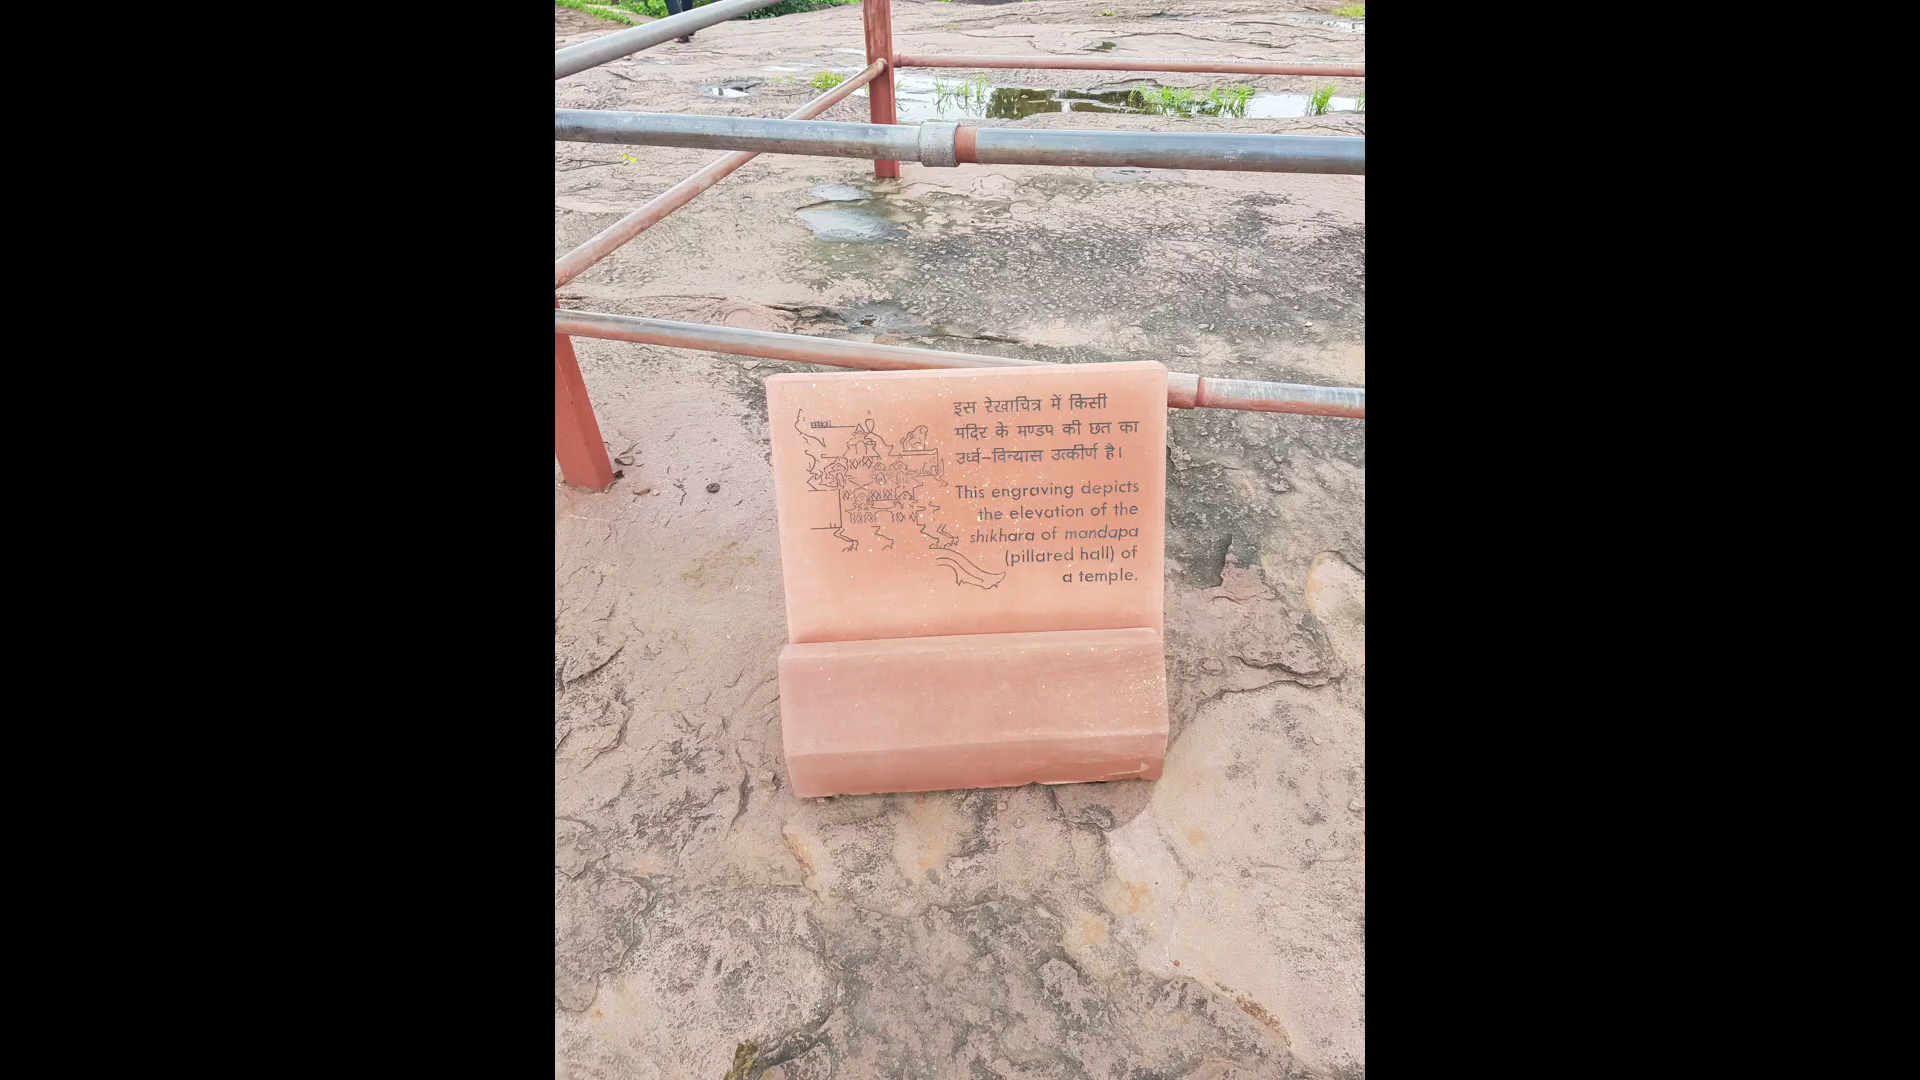 इस रेखाचित्र में किसी
मंदिर के मण्डप की छत का
उर्ध्व–विन्यास उत्कीर्ण है।
This engraving depicts
the elevation of the
shikhara of mandapa
(pillared hall) of
a temple.